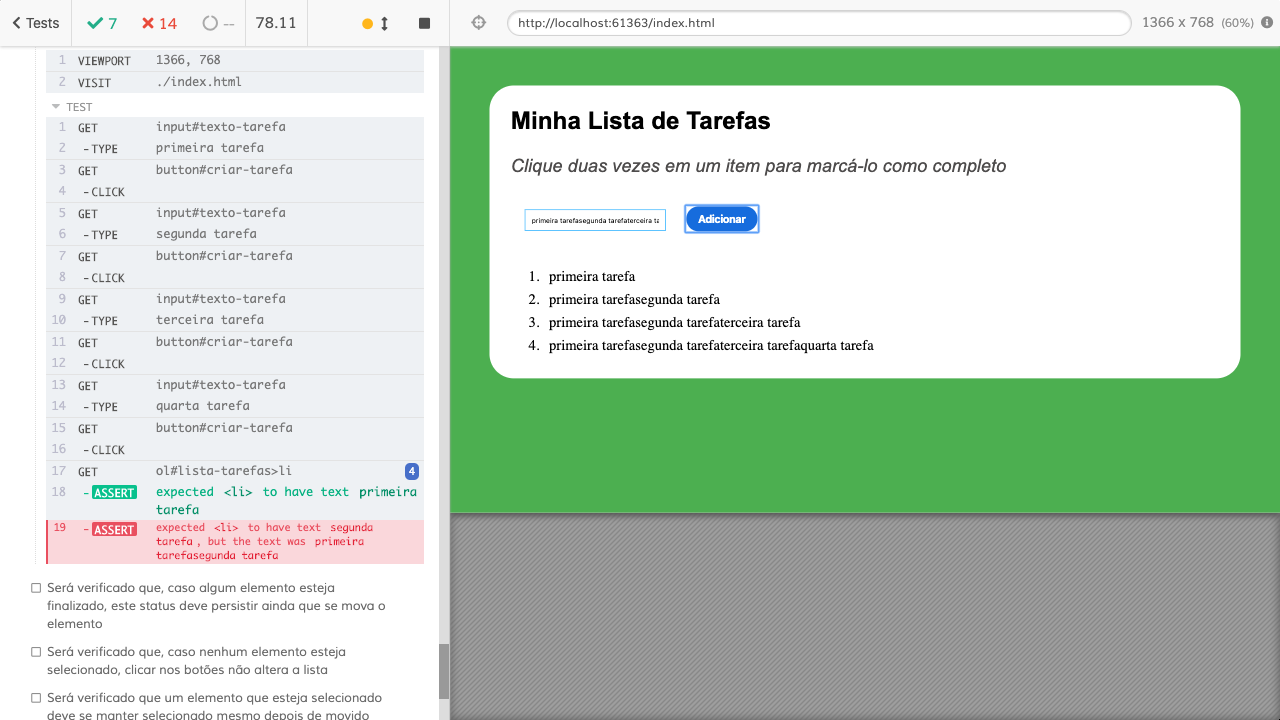 Tests 7 14 -- 78.11
http://localhost:61363/index.html 1366 x 768 (60%)
1 VIEWPORT 1366, 768
2 VISIT ./index.html
TEST
1 GET input#texto-tarefa
2 -TYPE primeira tarefa
3 GET button#criar-tarefa
4 -CLICK
5 GET input#texto-tarefa
6 -TYPE segunda tarefa
7 GET button#criar-tarefa
8 -CLICK
9 GET input#texto-tarefa
10 -TYPE terceira tarefa
11 GET button#criar-tarefa
12 -CLICK
13 GET input#texto-tarefa
14 -TYPE quarta tarefa
15 GET button#criar-tarefa
16 -CLICK
17 GET ol#lista-tarefas>li 4
18 -ASSERT expected <li> to have text primeira
tarefa
19 -ASSERT expected <li> to have text segunda
tarefa, but the text was primeira
tarefasegunda tarefa
Será verificado que, caso algum elemento esteja
finalizado, este status deve persistir ainda que se mova o
elemento
Será verificado que, caso nenhum elemento esteja
selecionado, clicar nos botões não altera a lista
Será verificado que um elemento que esteja selecionado
deve se manter selecionado mesmo depois de movido
Minha Lista de Tarefas
Clique duas vezes em um item para marcá-lo como completo
primeira tarefasegunda tarefaterceira ta
Adicionar
1. primeira tarefa
2. primeira tarefasegunda tarefa
3. primeira tarefasegunda tarefaterceira tarefa
4. primeira tarefasegunda tarefaterceira tarefaquarta tarefa